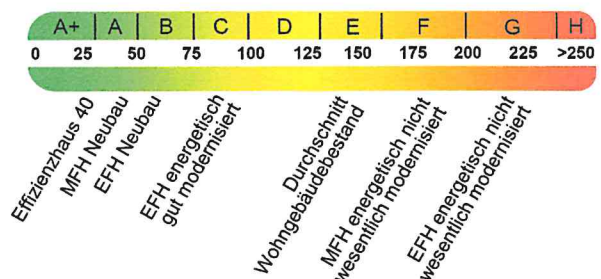 A+ A B C D E F G H
0 25 50 75 100 125 150 175 200 225 >250
Effizienzhaus 40
MFH Neubau
EFH Neubau
EFH energetisch
gut modernisiert
Durchschnitt
Wohngebäudebestand
MFH energetisch nicht
wesentlich modernisiert
EFH energetisch nicht
wesentlich modernisiert